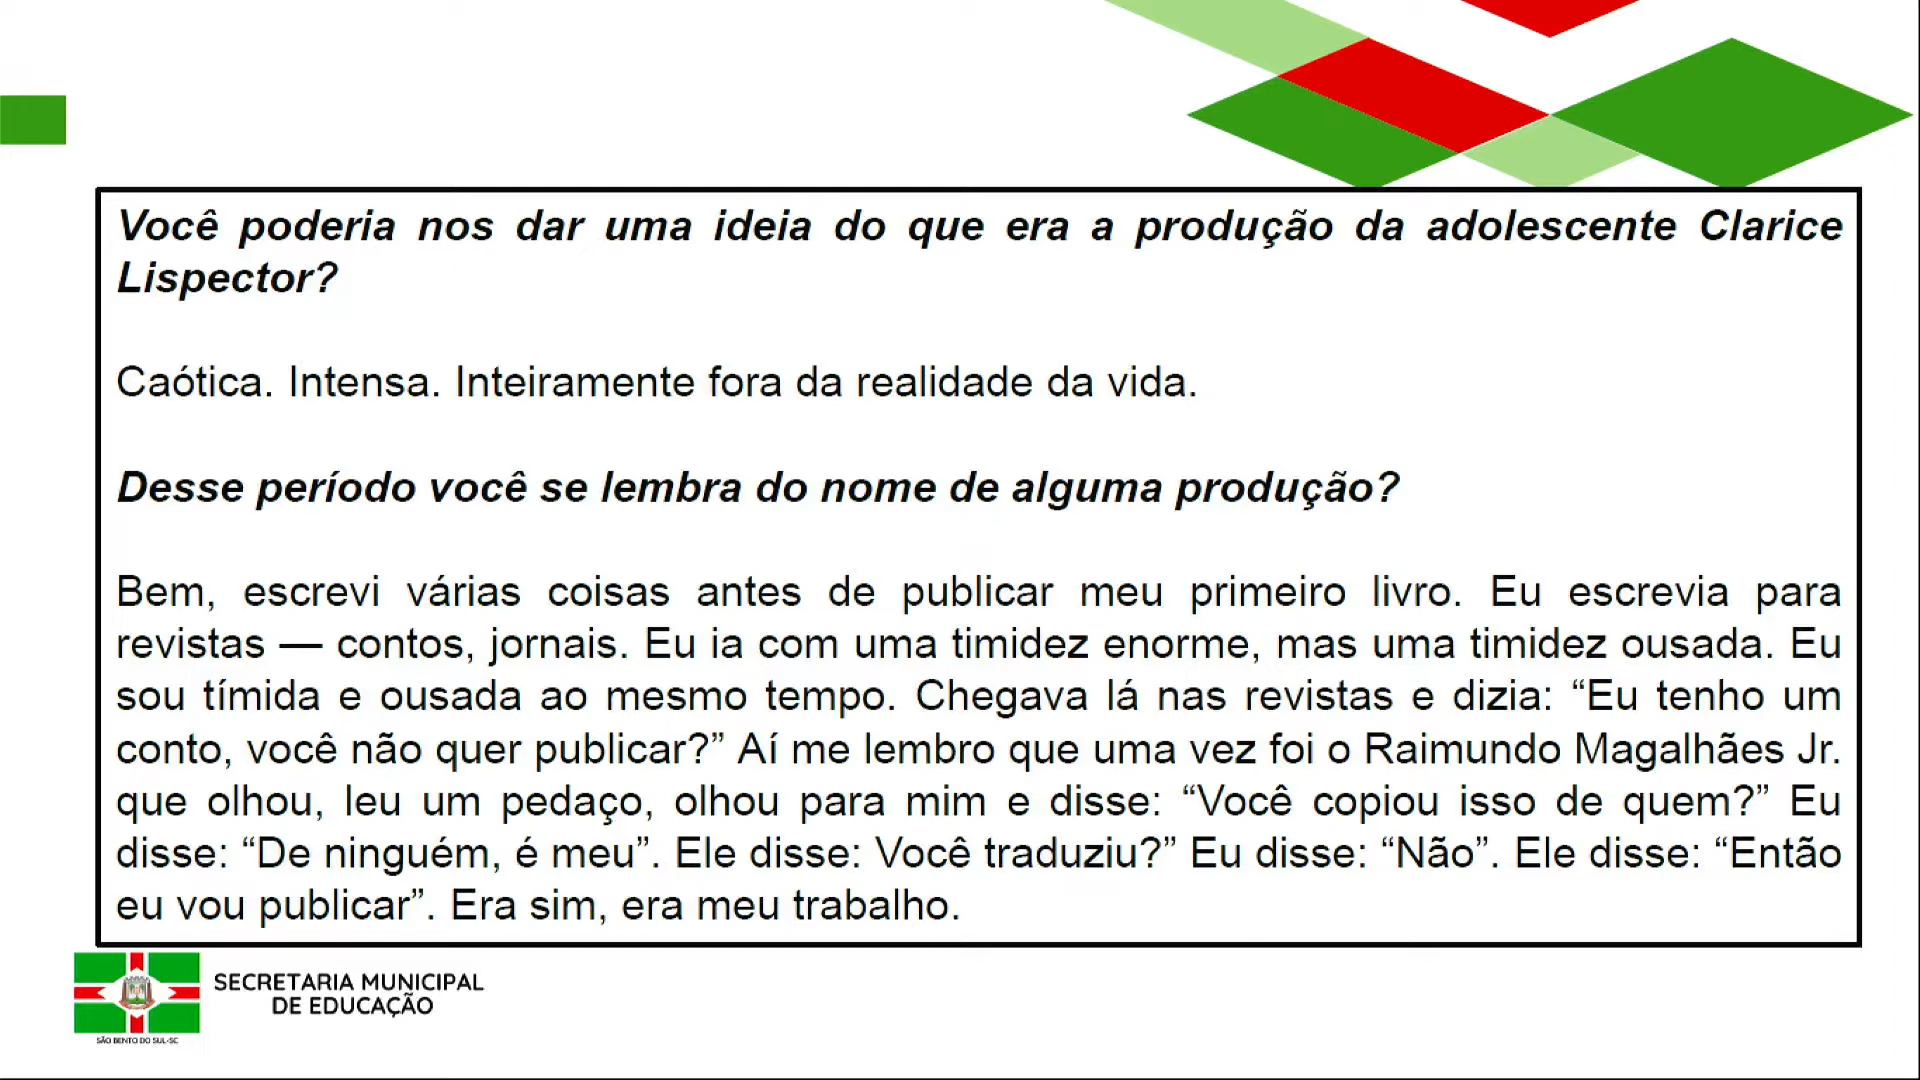 Você poderia nos dar uma ideia do que era a produção da adolescente Clarice
Lispector?
Caótica. Intensa. Inteiramente fora da realidade da vida.
Desse período você se lembra do nome de alguma produção?
Bem, escrevi várias coisas antes de publicar meu primeiro livro. Eu escrevia para
revistas — contos, jornais. Eu ia com uma timidez enorme, mas uma timidez ousada. Eu
sou tímida e ousada ao mesmo tempo. Chegava lá nas revistas e dizia: “Eu tenho um
conto, você não quer publicar?” Aí me lembro que uma vez foi o Raimundo Magalhães Jr.
que olhou, leu um pedaço, olhou para mim e disse: “Você copiou isso de quem?” Eu
disse: “De ninguém, é meu”. Ele disse: Você traduziu?” Eu disse: “Não”. Ele disse: “Então
eu vou publicar”. Era sim, era meu trabalho.
SECRETARIA MUNICIPAL
DE EDUCAÇÃO
SÃO BENTO DO SUL-SC